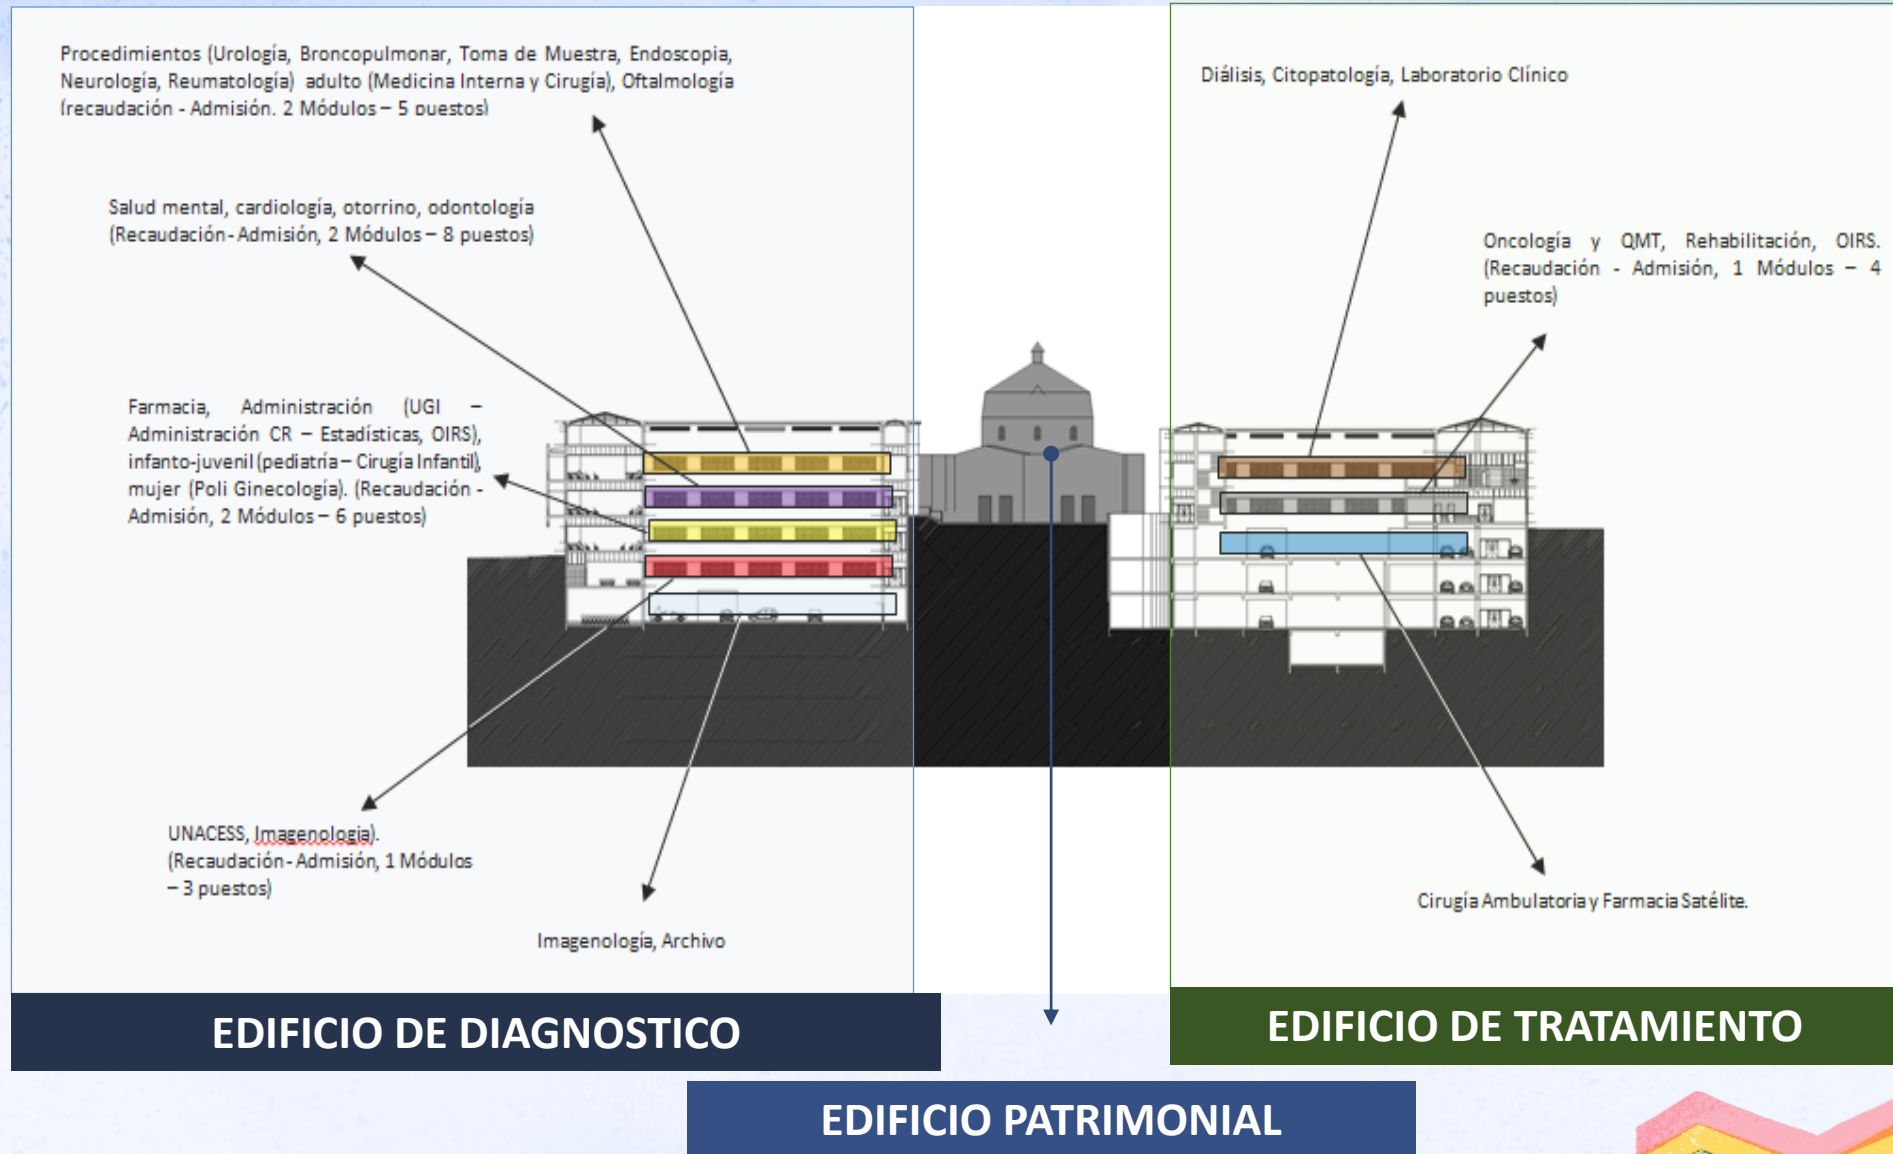 Procedimientos (Urología, Broncopulmonar, Toma de Muestra, Endoscopia,
Neurología, Reumatología) adulto (Medicina Interna y Cirugía), Oftalmología
(recaudación - Admisión. 2 Módulos – 5 puestos)
Salud mental, cardiología, otorrino, odontología
(Recaudación - Admisión, 2 Módulos – 8 puestos)
Farmacia, Administración (UGI –
Administración CR – Estadísticas, OIRS),
infanto-juvenil (pediatría – Cirugía Infantil),
mujer (Poli Ginecología). (Recaudación -
Admisión, 2 Módulos – 6 puestos)
UNACESS, Imagenologia).
(Recaudación - Admisión, 1 Módulos
– 3 puestos)
Imagenología, Archivo
EDIFICIO DE DIAGNOSTICO
Diálisis, Citopatología, Laboratorio Clínico
Oncología y QMT, Rehabilitación, OIRS.
(Recaudación - Admisión, 1 Módulos – 4
puestos)
Cirugía Ambulatoria y Farmacia Satélite.
EDIFICIO DE TRATAMIENTO
EDIFICIO PATRIMONIAL